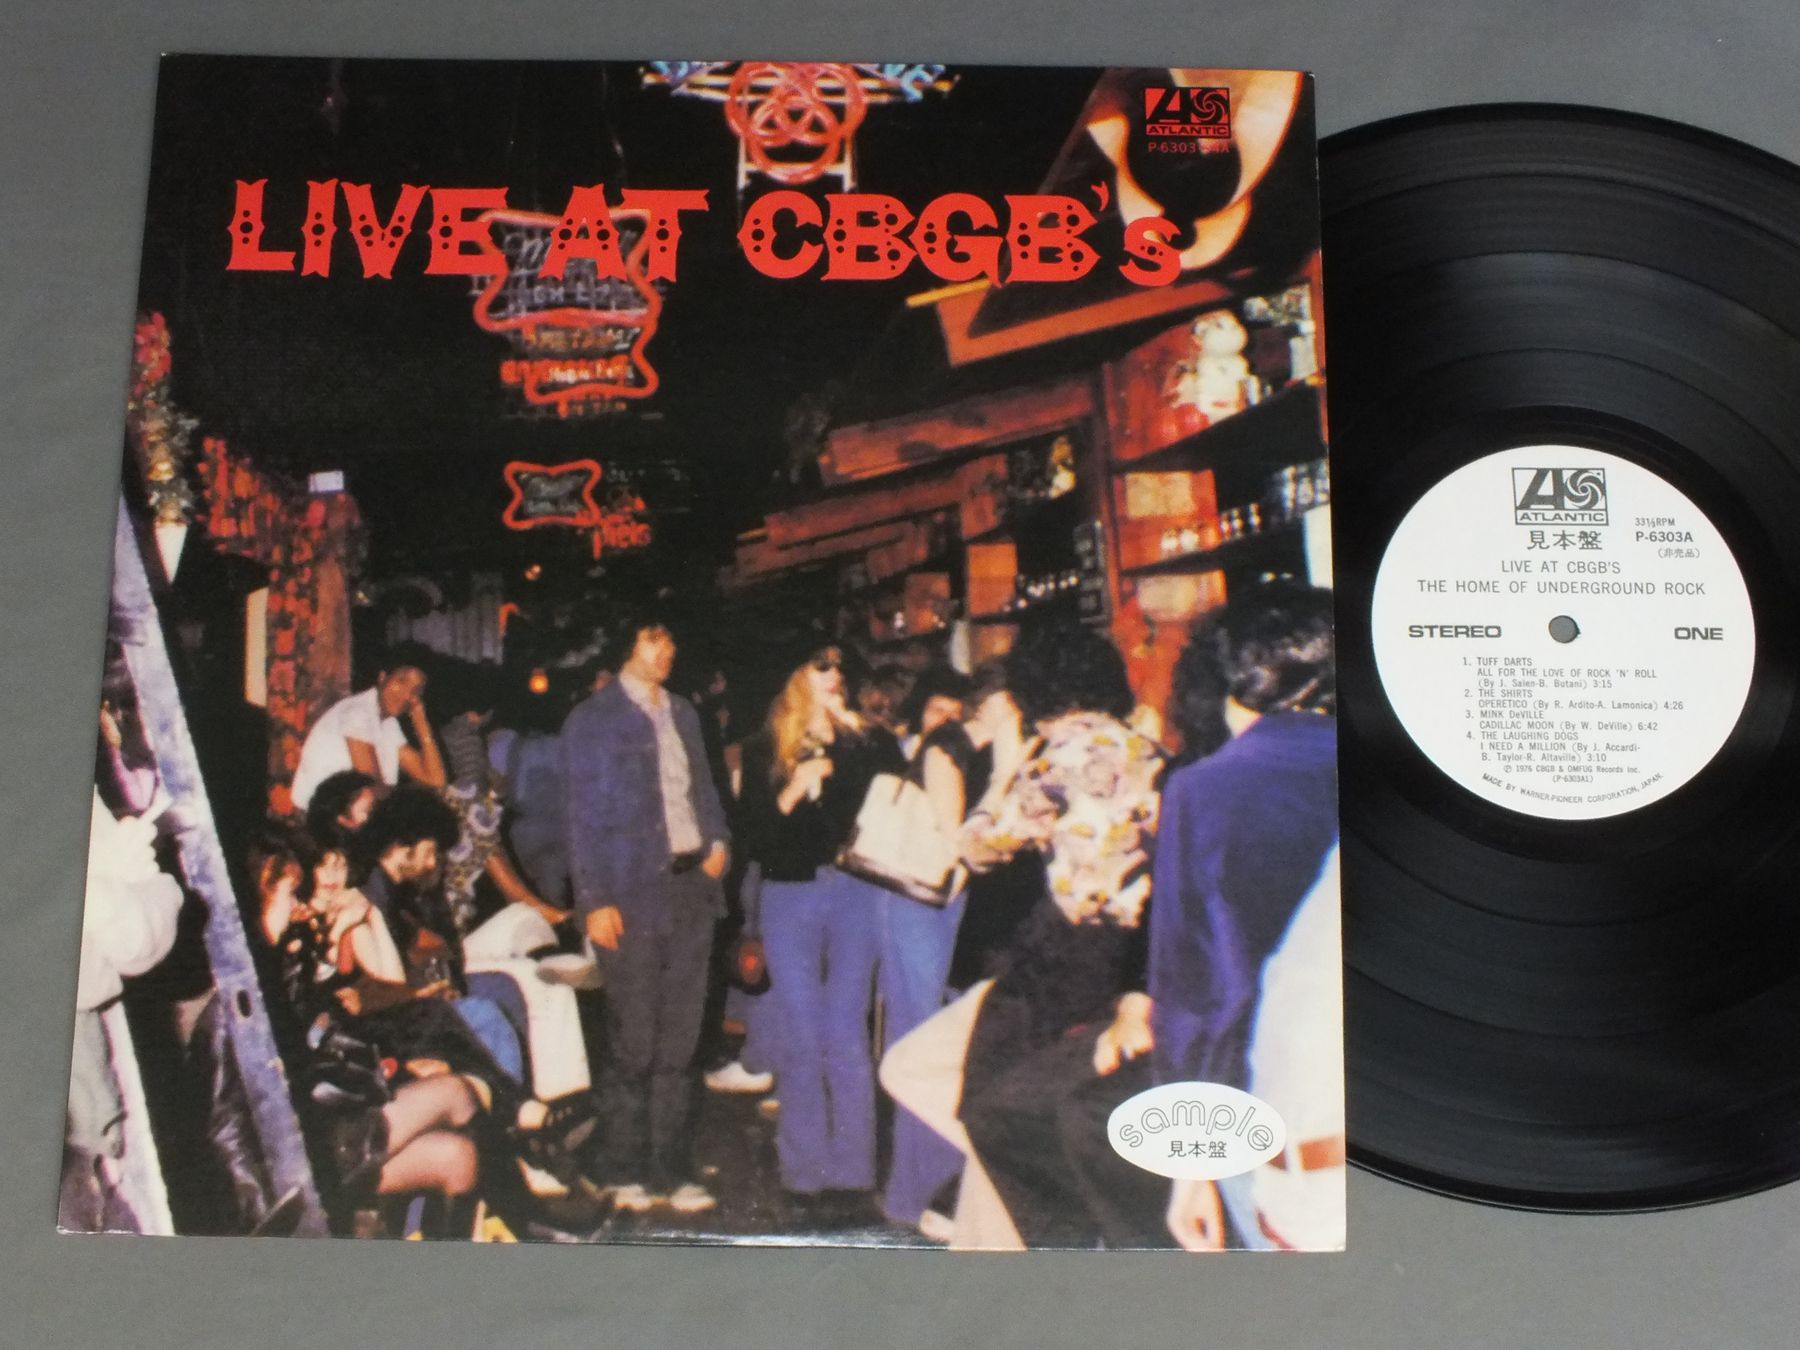 ATLANTIC
P-6303~4A
LIVE AT CBGB's
sample
見本盤
ATLANTIC
見本盤
33⅓RPM
P-6303A
(非売品)
LIVE AT CBGB'S
THE HOME OF UNDERGROUND ROCK
STEREO
ONE
1. TUFF DARTS
ALL FOR THE LOVE OF ROCK 'N' ROLL
(By J. Salen-B. Butani) 3:15
2. THE SHIRTS
OPERETICO (By R. Ardito-A. Lamonica) 4:26
3. MINK DeVILLE
CADILLAC MOON (By W. DeVille) 6:42
4. THE LAUGHING DOGS
I NEED A MILLION (By J. Accardi-
B. Taylor-R. Altaville) 3:10
℗ 1976 CBGB & OMFUG Records Inc.
(P-6303A1)
MADE BY WARNER-PIONEER CORPORATION, JAPAN